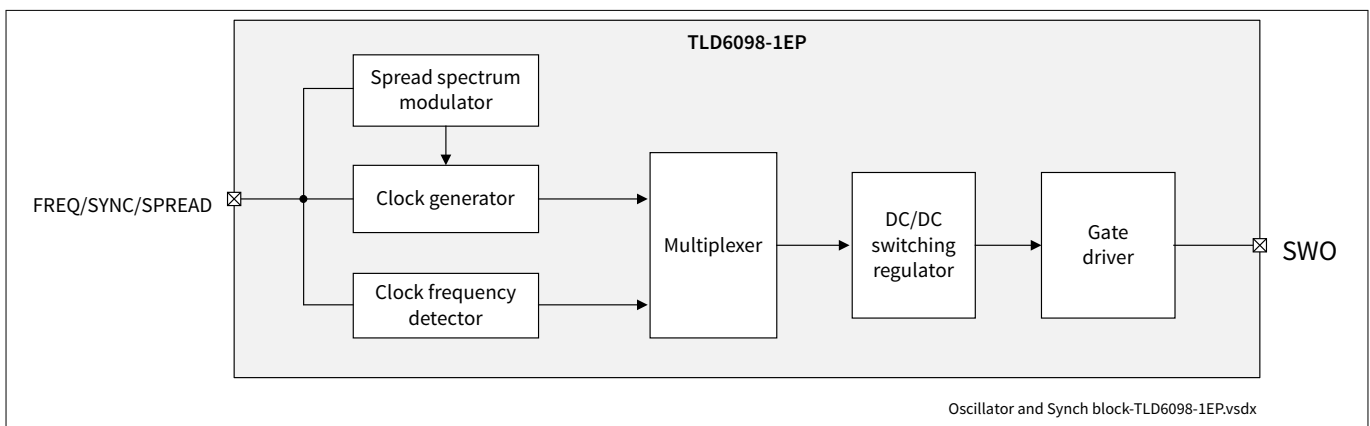 TLD6098-1EP
Spread spectrum
modulator
FREQ/SYNC/SPREAD
Clock generator
Clock frequency
detector
Multiplexer
DC/DC
switching
regulator
Gate
driver
SWO
Oscillator and Synch block-TLD6098-1EP.vsdx